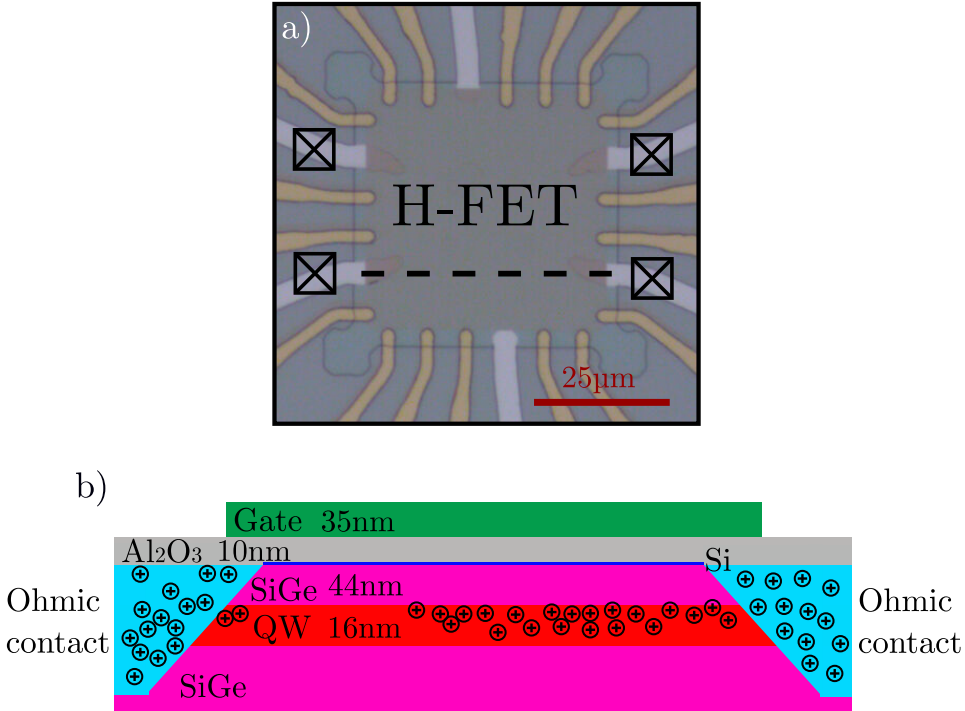 a)
H-FET
25µm
b)
Gate 35nm
Al₂O₃ 10nm
Si
SiGe 44nm
Ohmic
contact
QW 16nm
Ohmic
contact
SiGe